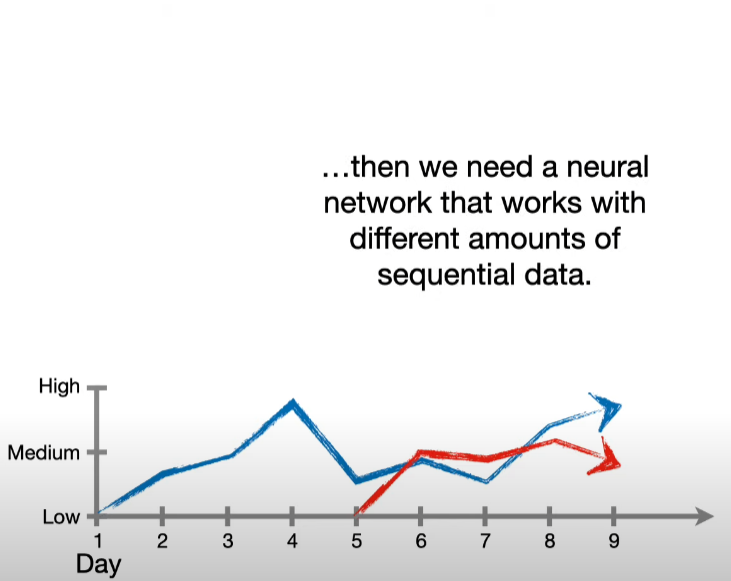 ...then we need a neural
network that works with
different amounts of
sequential data.
High
Medium
Low
1 2 3 4 5 6 7 8 9
Day